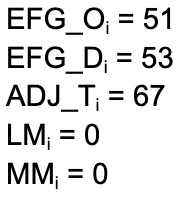 EFG_Oᵢ = 51
EFG_Dᵢ = 53
ADJ_Tᵢ = 67
LMᵢ = 0
MMᵢ = 0